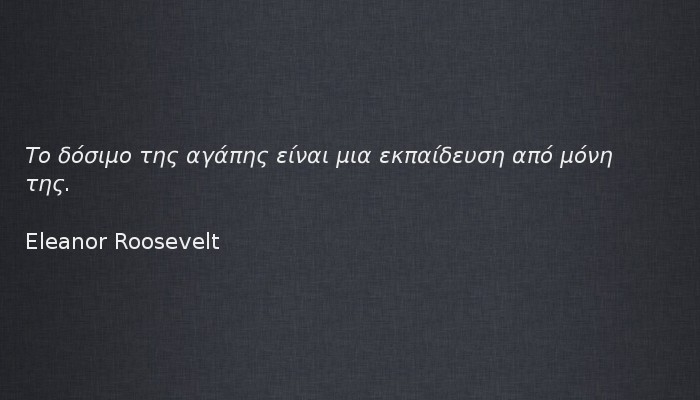 Το δόσιμο της αγάπης είναι μια εκπαίδευση από μόνη
της.
Eleanor Roosevelt